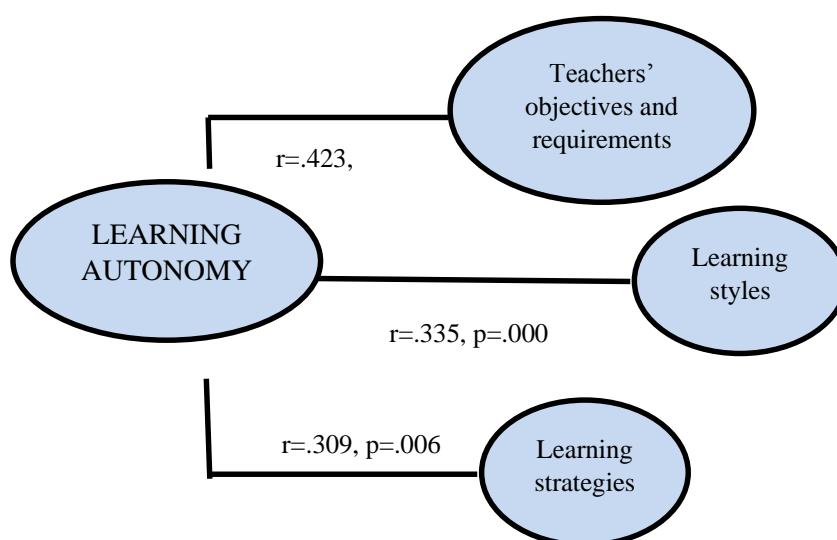 Teachers’
objectives and
requirements
r=.423,
LEARNING
AUTONOMY
Learning
styles
r=.335, p=.000
r=.309, p=.006
Learning
strategies